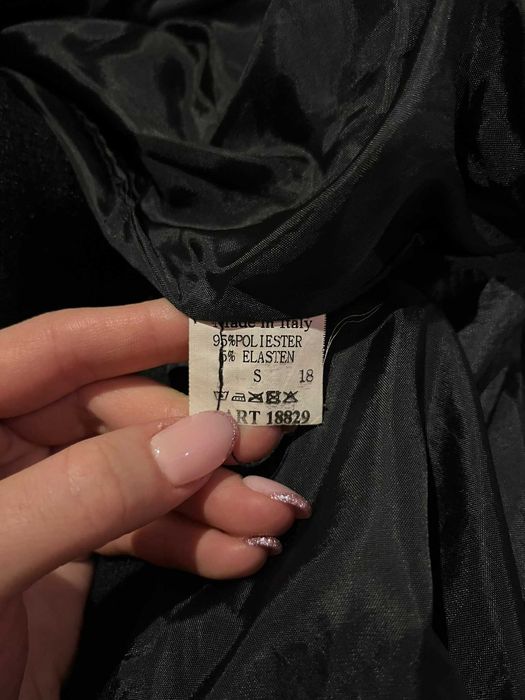 Made in Italy
95%POLIESTER
5% ELASTEN
S 18
ART 18829